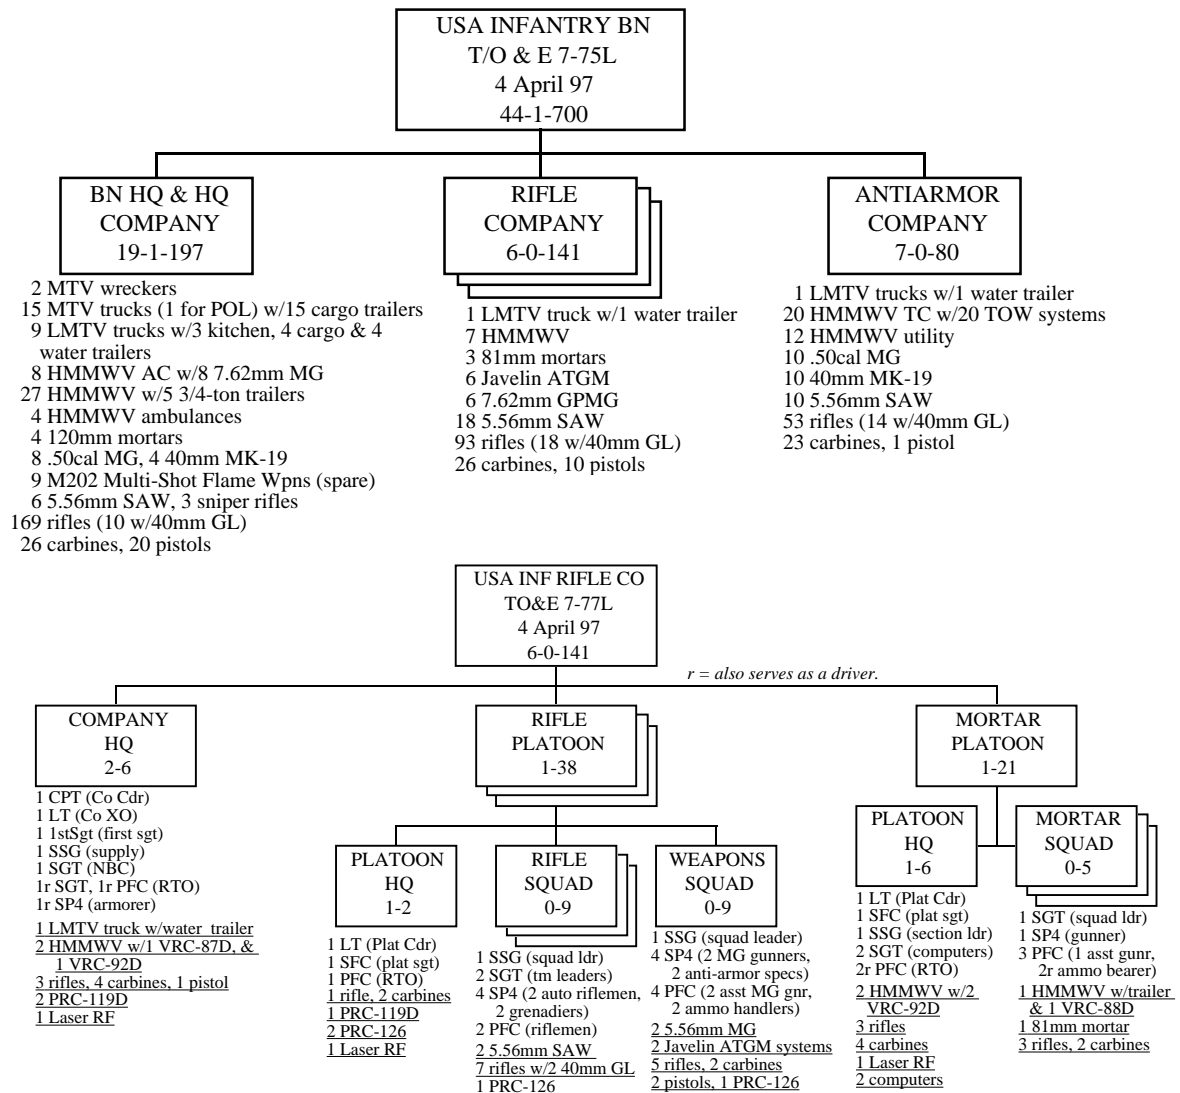 USA INFANTRY BN
T/O & E 7-75L
4 April 97
44-1-700
BN HQ & HQ
COMPANY
19-1-197
2 MTV wreckers
15 MTV trucks (1 for POL) w/15 cargo trailers
9 LMTV trucks w/3 kitchen, 4 cargo & 4
water trailers
8 HMMWV AC w/8 7.62mm MG
27 HMMWV w/5 3/4-ton trailers
4 HMMWV ambulances
4 120mm mortars
8 .50cal MG, 4 40mm MK-19
9 M202 Multi-Shot Flame Wpns (spare)
6 5.56mm SAW, 3 sniper rifles
169 rifles (10 w/40mm GL)
26 carbines, 20 pistols
RIFLE
COMPANY
6-0-141
1 LMTV truck w/1 water trailer
7 HMMWV
3 81mm mortars
6 Javelin ATGM
6 7.62mm GPMG
18 5.56mm SAW
93 rifles (18 w/40mm GL)
26 carbines, 10 pistols
ANTIARMOR
COMPANY
7-0-80
1 LMTV trucks w/1 water trailer
20 HMMWV TC w/20 TOW systems
12 HMMWV utility
10 .50cal MG
10 40mm MK-19
10 5.56mm SAW
53 rifles (14 w/40mm GL)
23 carbines, 1 pistol
USA INF RIFLE CO
TO&E 7-77L
4 April 97
6-0-141
r = also serves as a driver.
COMPANY
HQ
2-6
1 CPT (Co Cdr)
1 LT (Co XO)
1 1stSgt (first sgt)
1 SSG (supply)
1 SGT (NBC)
1r SGT, 1r PFC (RTO)
1r SP4 (armorer)
1 LMTV truck w/water trailer
2 HMMWV w/1 VRC-87D, &
1 VRC-92D
3 rifles, 4 carbines, 1 pistol
2 PRC-119D
1 Laser RF
RIFLE
PLATOON
1-38
PLATOON
HQ
1-2
1 LT (Plat Cdr)
1 SFC (plat sgt)
1 PFC (RTO)
1 rifle, 2 carbines
1 PRC-119D
2 PRC-126
1 Laser RF
RIFLE
SQUAD
0-9
1 SSG (squad ldr)
2 SGT (tm leaders)
4 SP4 (2 auto riflemen,
2 grenadiers)
2 PFC (riflemen)
2 5.56mm SAW
7 rifles w/2 40mm GL
1 PRC-126
WEAPONS
SQUAD
0-9
1 SSG (squad leader)
4 SP4 (2 MG gunners,
2 anti-armor specs)
4 PFC (2 asst MG gnr,
2 ammo handlers)
2 5.56mm MG
2 Javelin ATGM systems
5 rifles, 2 carbines
2 pistols, 1 PRC-126
MORTAR
PLATOON
1-21
PLATOON
HQ
1-6
1 LT (Plat Cdr)
1 SFC (plat sgt)
1 SSG (section ldr)
2 SGT (computers)
2r PFC (RTO)
2 HMMWV w/2
VRC-92D
3 rifles
4 carbines
1 Laser RF
2 computers
MORTAR
SQUAD
0-5
1 SGT (squad ldr)
1 SP4 (gunner)
3 PFC (1 asst gunr,
2r ammo bearer)
1 HMMWV w/trailer
& 1 VRC-88D
1 81mm mortar
3 rifles, 2 carbines